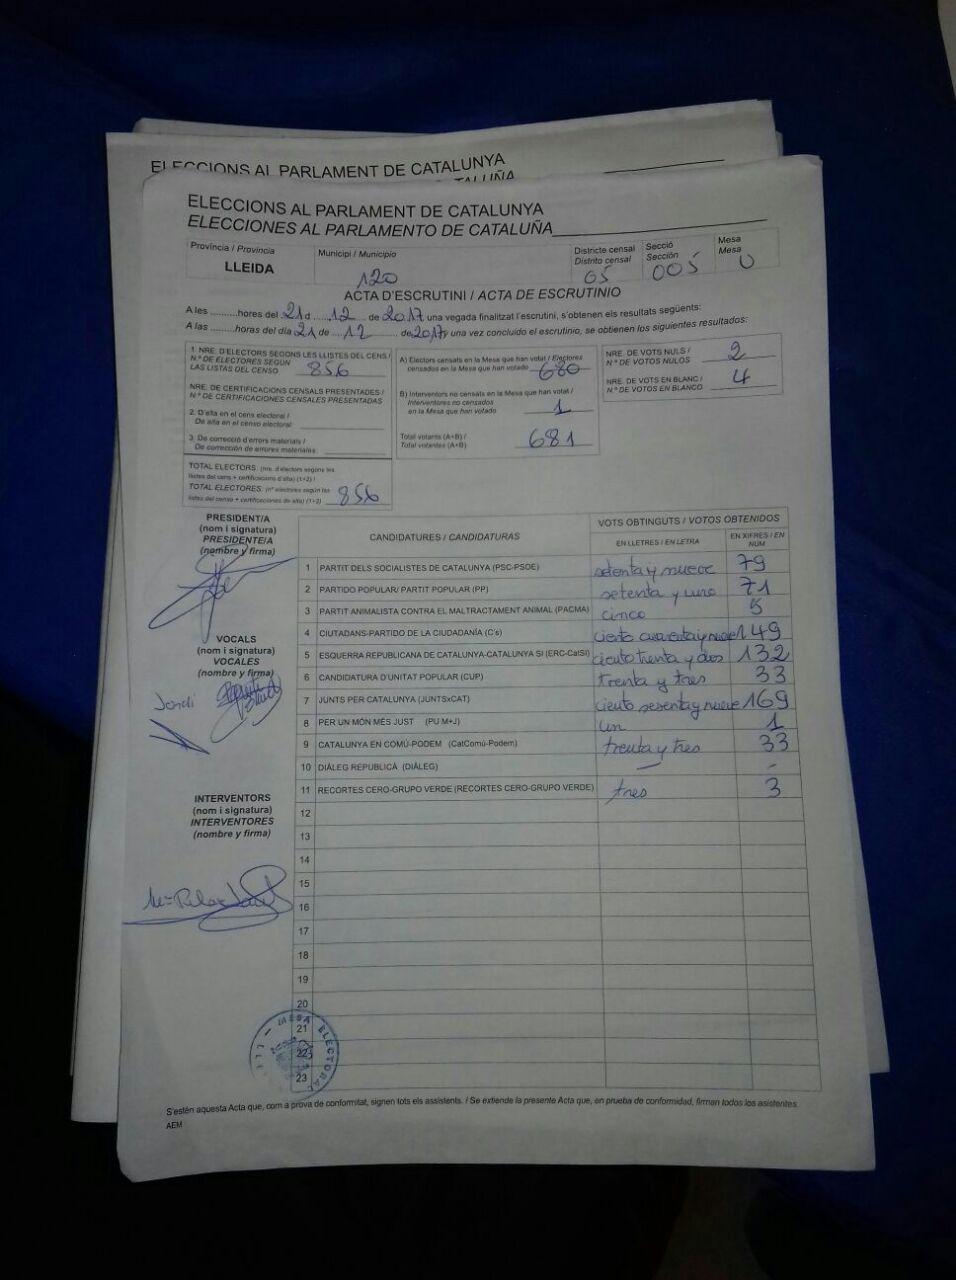 ELECCIONS AL PARLAMENT DE CATALUNYA
ELECCIONS AL PARLAMENT DE CATALUNYA
ELECCIONES AL PARLAMENTO DE CATALUÑA
Província / Provincia
LLEIDA
Municipi / Municipio
120
Districte censal
Distrito censal
05
Secció
Sección
005
Mesa
Mesa
U
ACTA D'ESCRUTINI / ACTA DE ESCRUTINIO
A les ..........hores del 21 d ......12... de 2017 una vegada finalitzat l'escrutini, s'obtenen els resultats següents:
A las ..........horas del día 21 de ....12............ de 2017 y una vez concluido el escrutinio, se obtienen los siguientes resultados:
1. NRE. D'ELECTORS SEGONS LES LLISTES DEL CENS /
N.º DE ELECTORES SEGÚN
LAS LISTAS DEL CENSO 856
NRE. DE CERTIFICACIONS CENSALS PRESENTADES /
N.º DE CERTIFICACIONES CENSALES PRESENTADAS
2. D'alta en el cens electoral /
De alta en el censo electoral
3. De correcció d'errors materials /
De corrección de errores materiales
TOTAL ELECTORS: (nre. d'electors segons les
llistes del cens + certificacions d'alta) (1+2) /
TOTAL ELECTORES: (nº electores según las
listas del censo + certificaciones de alta) (1+2) 856
A) Electors censats en la Mesa que han votat / Electores
censados en la Mesa que han votado 680
B) Interventors no censats en la Mesa que han votat /
Interventores no censados
en la Mesa que han votado 1
Total votants (A+B) /
Total votantes (A+B) 681
NRE. DE VOTS NULS /
N.º DE VOTOS NULOS 2
NRE. DE VOTS EN BLANC /
N.º DE VOTOS EN BLANCO 4
PRESIDENT/A
(nom i signatura)
PRESIDENTE/A
(nombre y firma)
VOCALS
(nom i signatura)
VOCALES
(nombre y firma)
Jordi
INTERVENTORS
(nom i signatura)
INTERVENTORES
(nombre y firma)
Mª Pilar
CANDIDATURES / CANDIDATURAS
VOTS OBTINGUTS / VOTOS OBTENIDOS
EN LLETRES / EN LETRA
EN XIFRES / EN NUM
1 PARTIT DELS SOCIALISTES DE CATALUNYA (PSC-PSOE) setenta y nueve 79
2 PARTIDO POPULAR/ PARTIT POPULAR (PP) setenta y uno 71
3 PARTIT ANIMALISTA CONTRA EL MALTRACTAMENT ANIMAL (PACMA) cinco 5
4 CIUTADANS-PARTIDO DE LA CIUDADANÍA (C's) ciento cuarenta y nueve 149
5 ESQUERRA REPUBLICANA DE CATALUNYA-CATALUNYA SÍ (ERC-CatSí) ciento trenta y dos 132
6 CANDIDATURA D'UNITAT POPULAR (CUP) trenta y tres 33
7 JUNTS PER CATALUNYA (JUNTSxCAT) ciento sesenta y nueve 169
8 PER UN MÓN MÉS JUST (PU M+J) un 1
9 CATALUNYA EN COMÚ-PODEM (CatComú-Podem) trenta y tres 33
10 DIÀLEG REPUBLICÀ (DIÀLEG) — -
11 RECORTES CERO-GRUPO VERDE (RECORTES CERO-GRUPO VERDE) tres 3
12
13
14
15
16
17
18
19
20
21
22
23
MESA ELECTORAL
S'estén aquesta Acta que, com a prova de conformitat, signen tots els assistents. / Se extiende la presente Acta que, en prueba de conformidad, firman todos los asistentes.
AEM